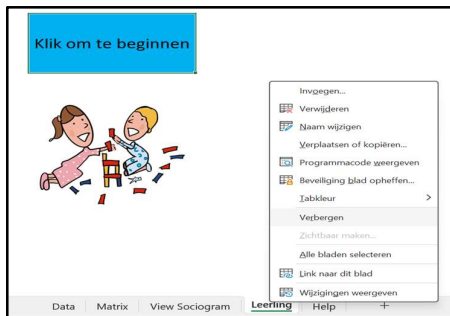 Klik om te beginnen
Invoegen...
Verwijderen
Naam wijzigen
Verplaatsen of kopiëren...
Programmacode weergeven
Beveiliging blad opheffen...
Tabkleur
Verbergen
Zichtbaar maken...
Alle bladen selecteren
Link naar dit blad
Wijzigingen weergeven
Data Matrix View Sociogram Leerling Help +